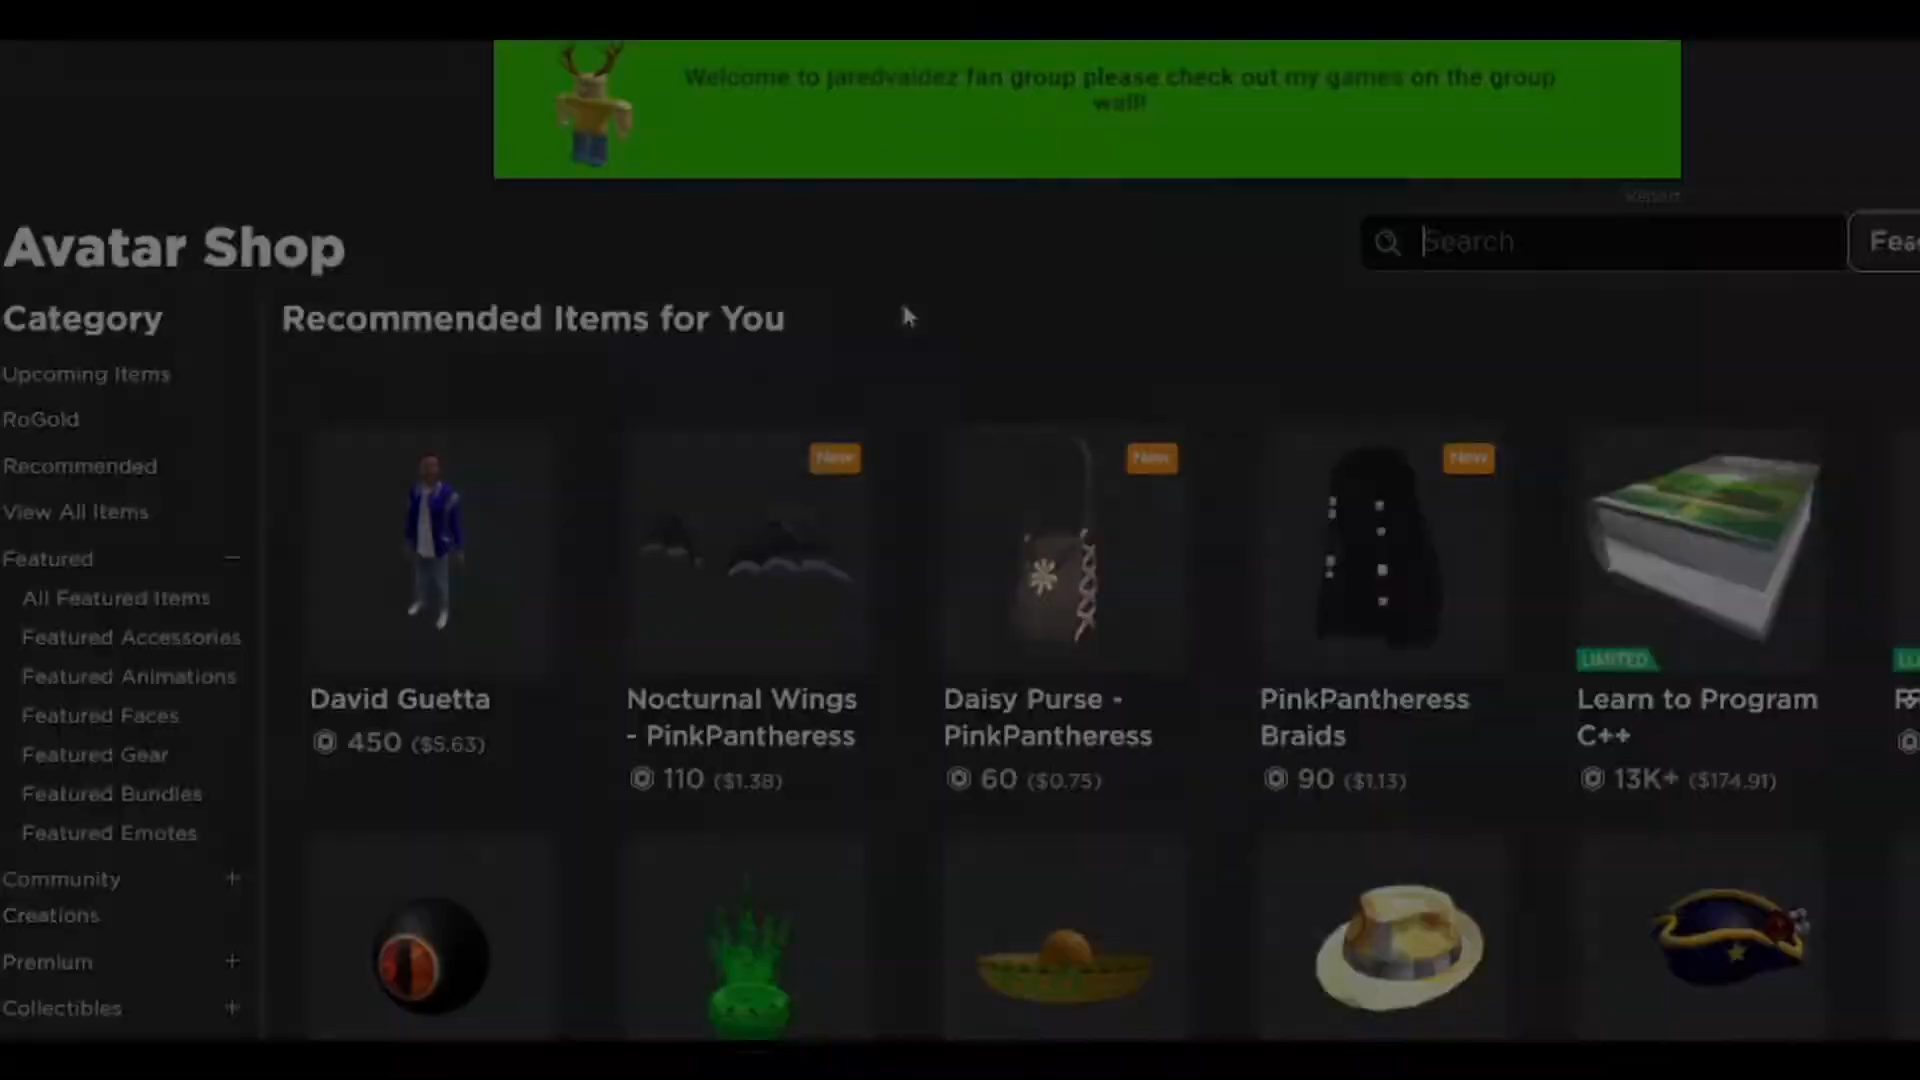 Welcome to jaredvaldez fan group please check out my games on the group
wall!
Report
Avatar Shop
Search
Category
Recommended Items for You
Upcoming Items
RoGold
Recommended
View All Items
Featured
All Featured Items
Featured Accessories
Featured Animations
Featured Faces
Featured Gear
Featured Bundles
Featured Emotes
Community
Creations
Premium
Collectibles
New
New
New
LIMITED
David Guetta
450 ($5.63)
Nocturnal Wings
- PinkPantheress
110 ($1.38)
Daisy Purse -
PinkPantheress
60 ($0.75)
PinkPantheress
Braids
90 ($1.13)
Learn to Program
C++
13K+ ($174.91)